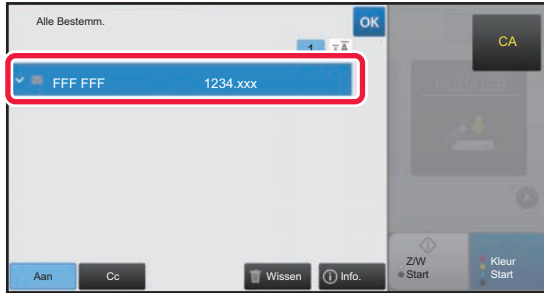 Alle Bestemm.
OK
CA
1
FFF FFF 1234.xxx
Aan
Cc
Wissen
Info.
Z/W
Start
Kleur
Start